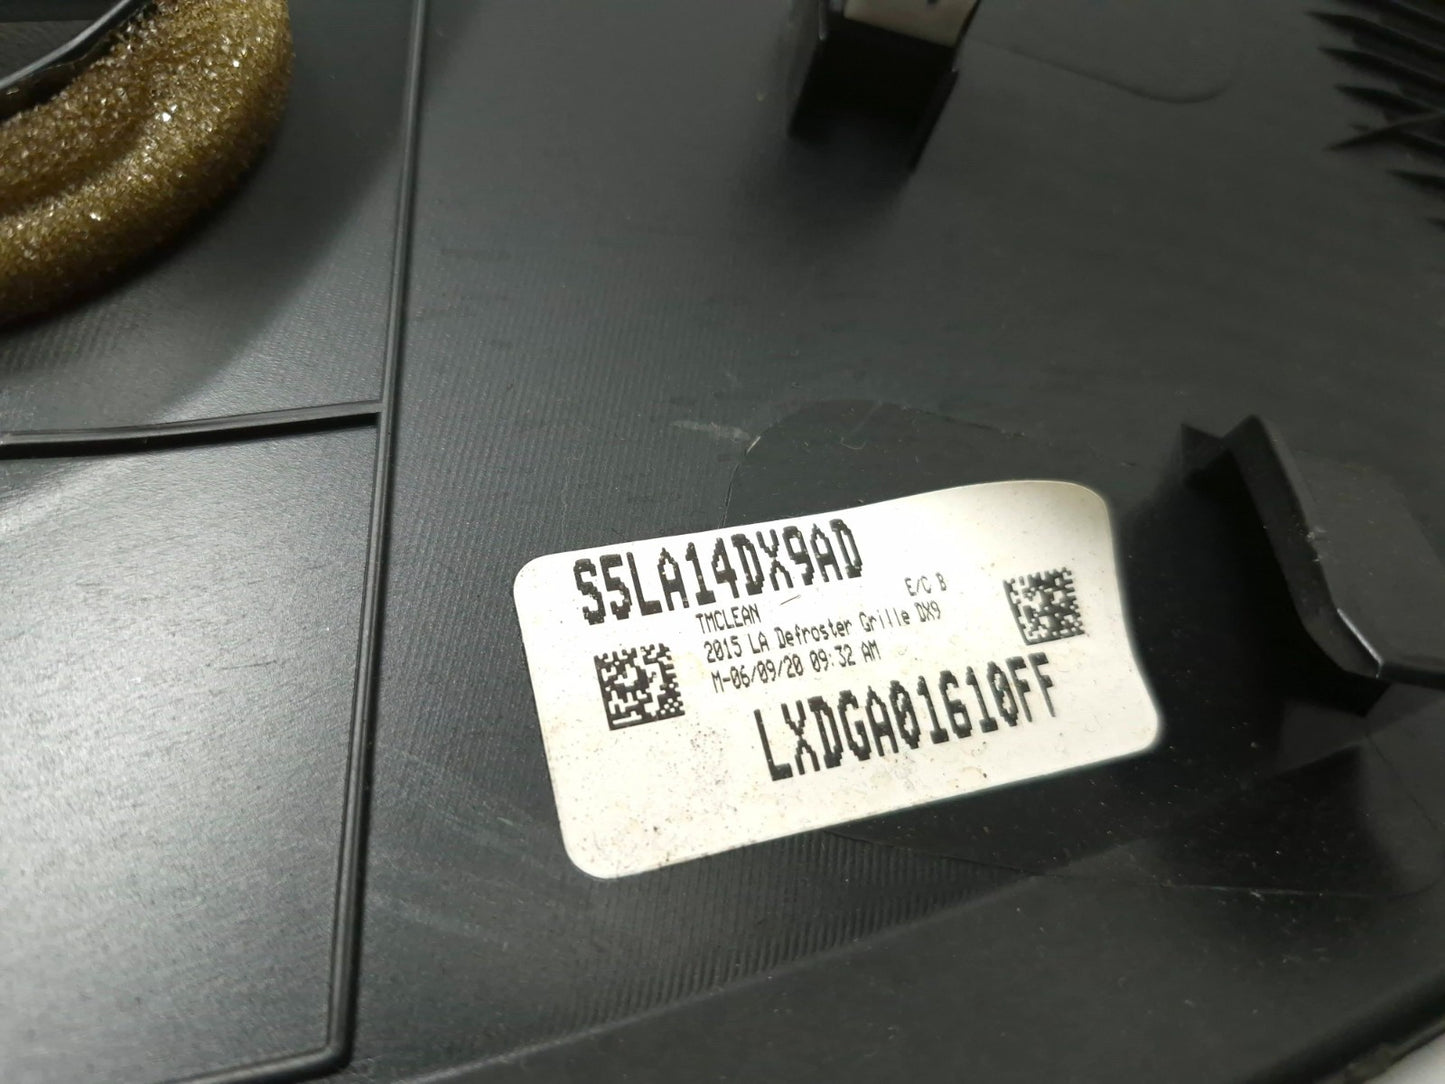 S5LA14DX9AD
TMCLEAN E/C B
2015 LA Defroster Grille DX9
M-06/09/20 09:32 AM
LXDGA01610FF